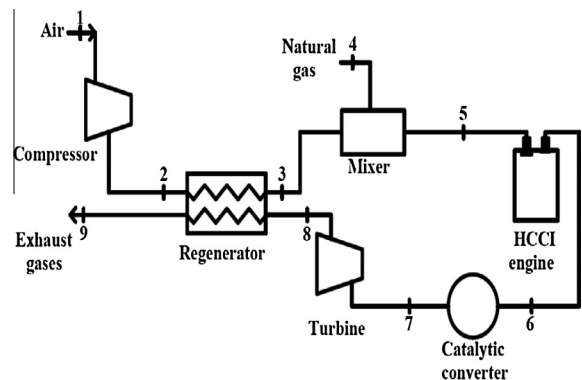 1
Air
Compressor
2
3
Natural
gas
4
Mixer
5
HCCI
engine
6
Catalytic
converter
7
Turbine
8
Regenerator
9
Exhaust
gases